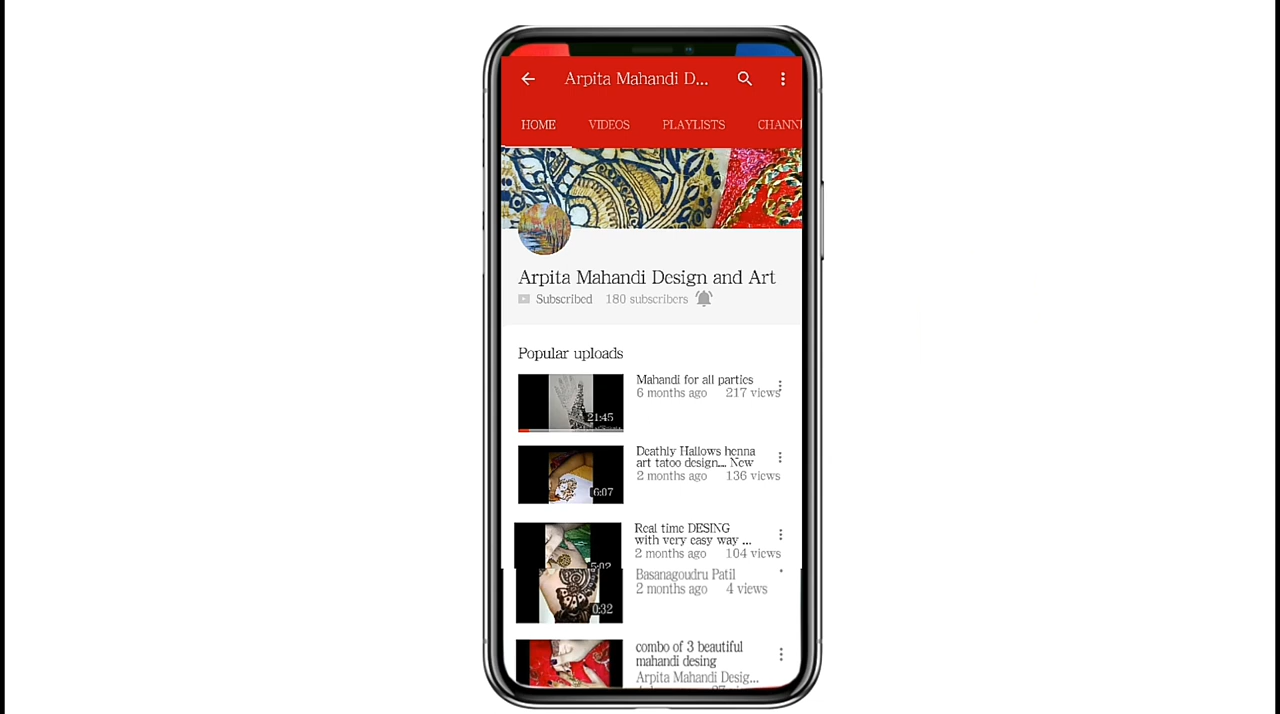 Arpita Mahandi D...
HOME VIDEOS PLAYLISTS CHANN
Arpita Mahandi Design and Art
Subscribed 180 subscribers
Popular uploads
Mahandi for all parties
6 months ago 217 views
21:45
Deathly Hallows henna
art tatoo design.... New
2 months ago 136 views
6:07
Real time DESING
with very easy way ...
2 months ago 104 views
5:02
Basanagoudru Patil
2 months ago 4 views
0:32
combo of 3 beautiful
mahandi desing
Arpita Mahandi Desig...